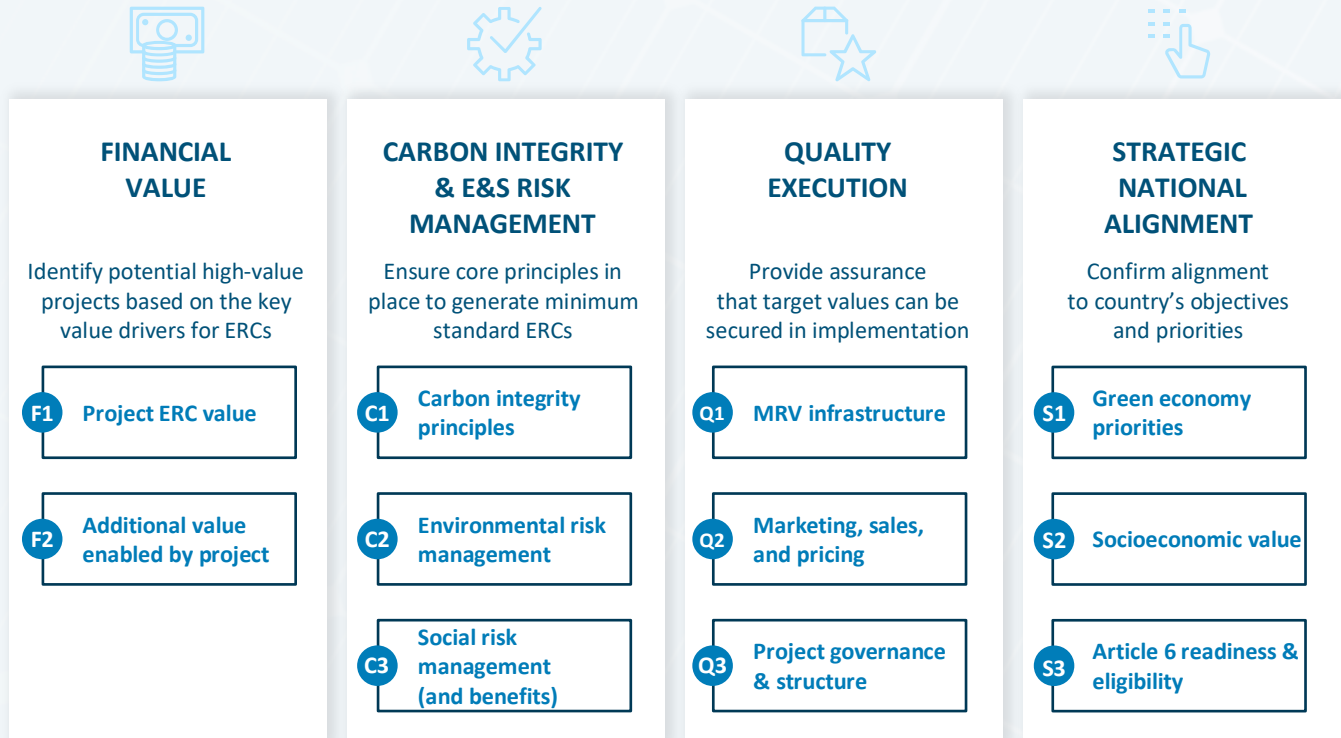 FINANCIAL
VALUE
Identify potential high-value
projects based on the key
value drivers for ERCs
F1
Project ERC value
F2
Additional value
enabled by project
CARBON INTEGRITY
& E&S RISK
MANAGEMENT
Ensure core principles in
place to generate minimum
standard ERCs
C1
Carbon integrity
principles
C2
Environmental risk
management
C3
Social risk
management
(and benefits)
QUALITY
EXECUTION
Provide assurance
that target values can be
secured in implementation
Q1
MRV infrastructure
Q2
Marketing, sales,
and pricing
Q3
Project governance
& structure
STRATEGIC
NATIONAL
ALIGNMENT
Confirm alignment
to country’s objectives
and priorities
S1
Green economy
priorities
S2
Socioeconomic value
S3
Article 6 readiness &
eligibility